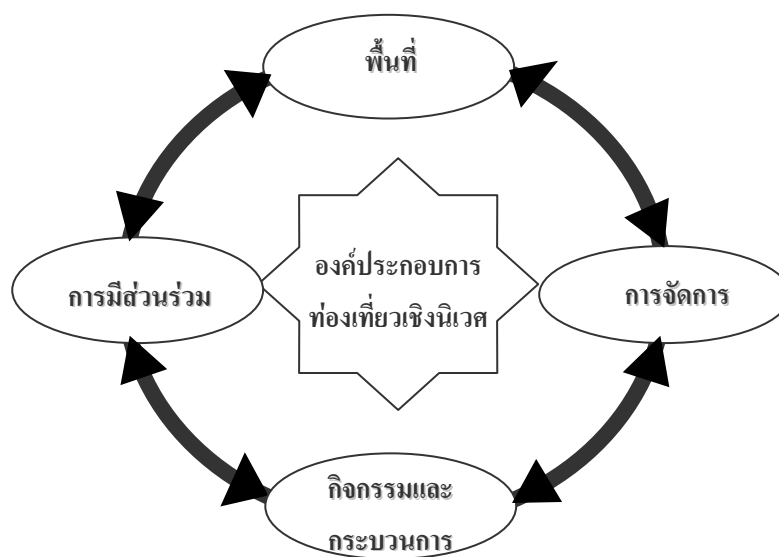 พื้นที่
องค์ประกอบการ
ท่องเที่ยวเชิงนิเวศ
การมีส่วนร่วม
การจัดการ
กิจกรรมและ
กระบวนการ